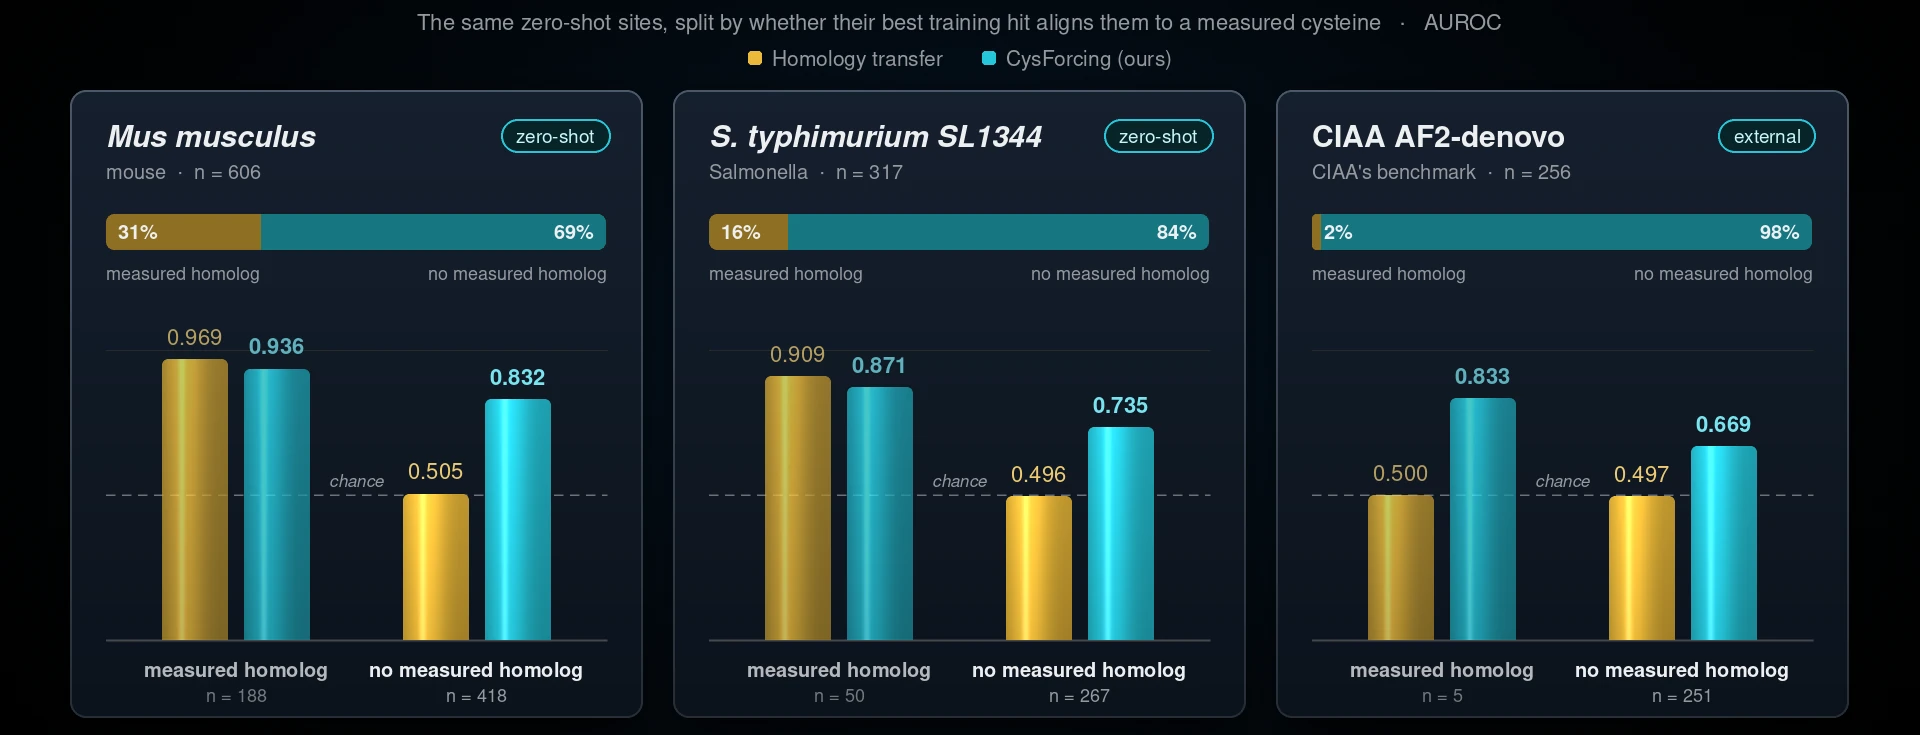 The same zero-shot sites, split by whether their best training hit aligns them to a measured cysteine · AUROC
Homology transfer CysForcing (ours)
Mus musculus zero-shot
mouse · n = 606
31% 69%
measured homolog no measured homolog
0.969 0.936 0.832
chance 0.505
measured homolog no measured homolog
n = 188 n = 418
S. typhimurium SL1344 zero-shot
Salmonella · n = 317
16% 84%
measured homolog no measured homolog
0.909 0.871 0.735
chance 0.496
measured homolog no measured homolog
n = 50 n = 267
CIAA AF2-denovo external
CIAA's benchmark · n = 256
2% 98%
measured homolog no measured homolog
0.833 0.669
0.500 chance 0.497
measured homolog no measured homolog
n = 5 n = 251